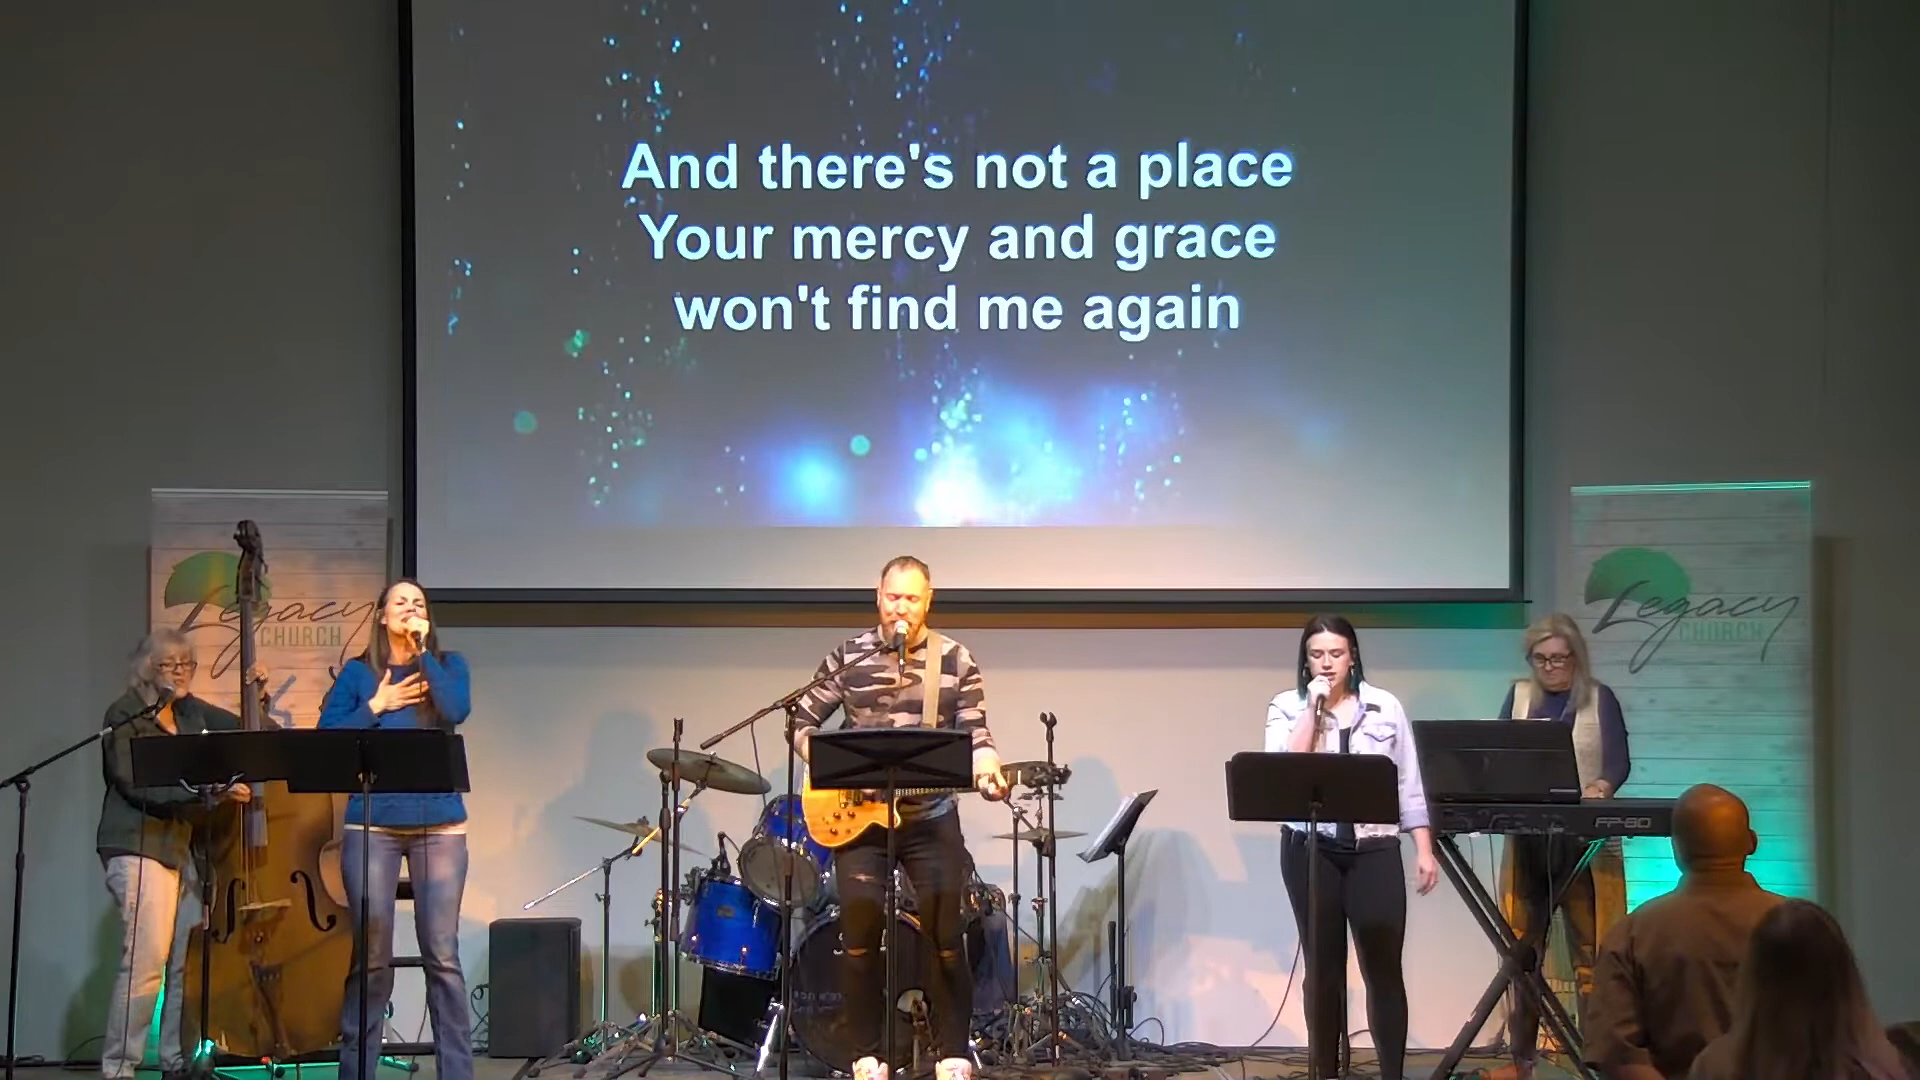 And there's not a place
Your mercy and grace
won't find me again
Legacy
CHURCH
Legacy
CHURCH
FP-80